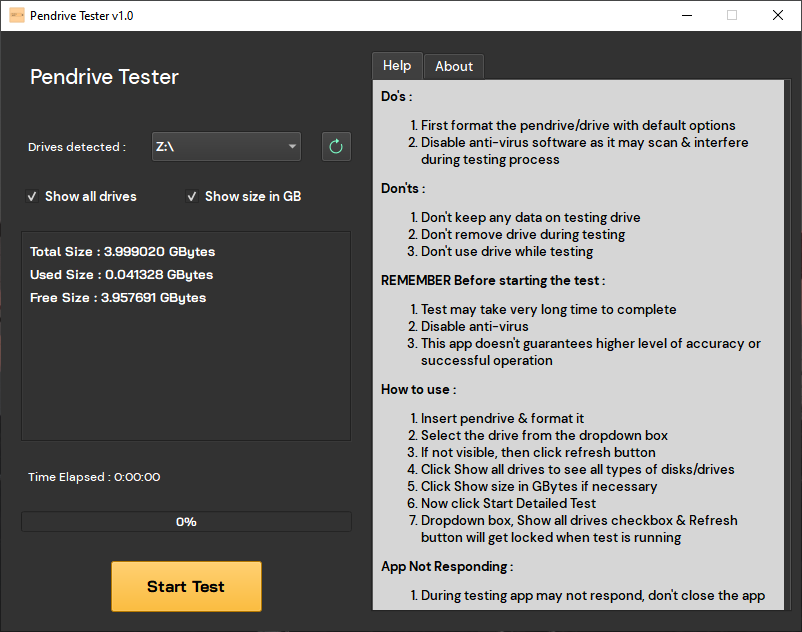 Pendrive Tester v1.0
Pendrive Tester
Drives detected :
Z:\
Show all drives
Show size in GB
Total Size : 3.999020 GBytes
Used Size : 0.041328 GBytes
Free Size : 3.957691 GBytes
Time Elapsed : 0:00:00
0%
Start Test
Help
About
Do's :
1. First format the pendrive/drive with default options
2. Disable anti-virus software as it may scan & interfere
during testing process
Don'ts :
1. Don't keep any data on testing drive
2. Don't remove drive during testing
3. Don't use drive while testing
REMEMBER Before starting the test :
1. Test may take very long time to complete
2. Disable anti-virus
3. This app doesn't guarantees higher level of accuracy or
successful operation
How to use :
1. Insert pendrive & format it
2. Select the drive from the dropdown box
3. If not visible, then click refresh button
4. Click Show all drives to see all types of disks/drives
5. Click Show size in GBytes if necessary
6. Now click Start Detailed Test
7. Dropdown box, Show all drives checkbox & Refresh
button will get locked when test is running
App Not Responding :
1. During testing app may not respond, don't close the app